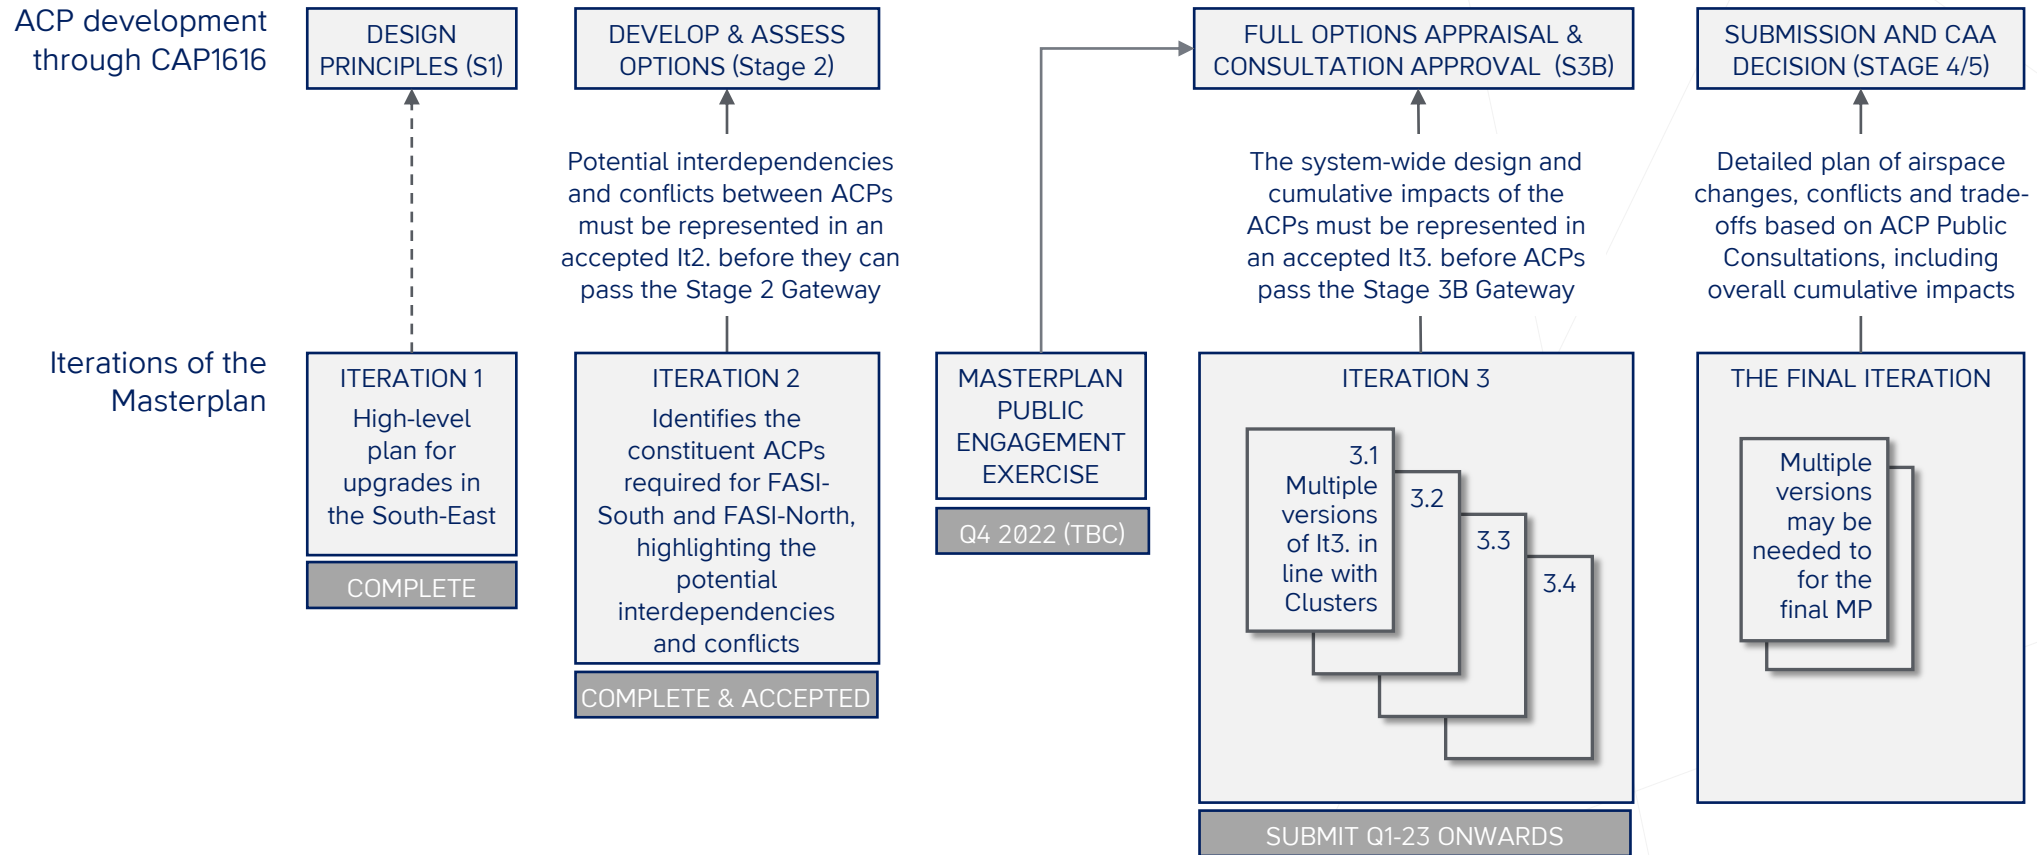 ACP development
through CAP1616
DESIGN
PRINCIPLES (S1)
DEVELOP & ASSESS
OPTIONS (Stage 2)
FULL OPTIONS APPRAISAL &
CONSULTATION APPROVAL (S3B)
SUBMISSION AND CAA
DECISION (STAGE 4/5)
Potential interdependencies
and conflicts between ACPs
must be represented in an
accepted It2. before they can
pass the Stage 2 Gateway
The system-wide design and
cumulative impacts of the
ACPs must be represented in
an accepted It3. before ACPs
pass the Stage 3B Gateway
Detailed plan of airspace
changes, conflicts and trade-
offs based on ACP Public
Consultations, including
overall cumulative impacts
Iterations of the
Masterplan
ITERATION 1
High-level
plan for
upgrades in
the South-East
COMPLETE
ITERATION 2
Identifies the
constituent ACPs
required for FASI-
South and FASI-North,
highlighting the
potential
interdependencies
and conflicts
COMPLETE & ACCEPTED
MASTERPLAN
PUBLIC
ENGAGEMENT
EXERCISE
Q4 2022 (TBC)
ITERATION 3
3.1
Multiple
versions
of It3. in
line with
Clusters
3.2
3.3
3.4
SUBMIT Q1-23 ONWARDS
THE FINAL ITERATION
Multiple
versions
may be
needed to
for the
final MP